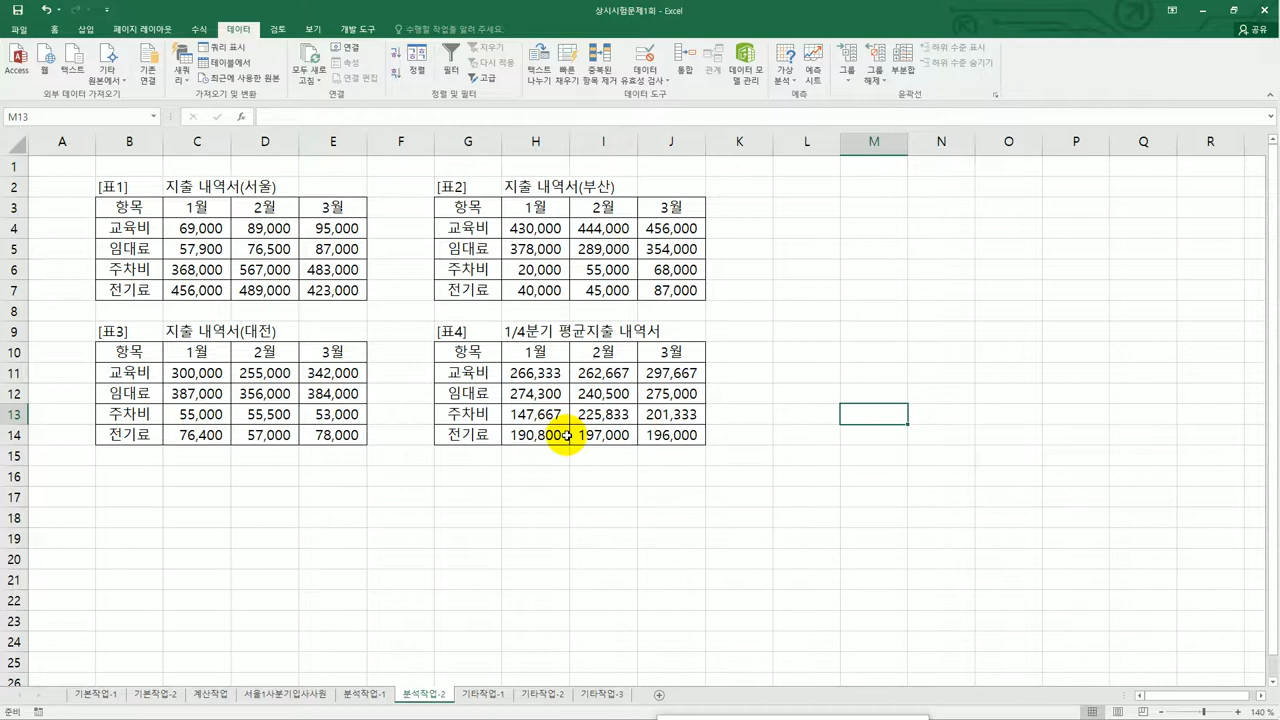 상시시험문제1회 - Excel
파일 홈 삽입 페이지 레이아웃 수식 데이터 검토 보기 개발 도구 수행할 작업을 알려 주세요. 공유
Access 웹 텍스트 기타 원본에서 기존 연결 새쿼리 쿼리 표시 테이블에서 최근에 사용한 원본 모두 새로 고침 연결 속성 연결 편집 정렬 필터 지우기 다시 적용 고급 텍스트 나누기 빠른 채우기 중복된 항목 제거 데이터 유효성 검사 통합 관계 데이터 모델 관리 가상 분석 예측 시트 그룹 그룹 해제 부분합 하위 수준 표시 하위 수준 숨기기
외부 데이터 가져오기 가져오기 및 변환 연결 정렬 및 필터 데이터 도구 예측 윤곽선
M13 fx
A B C D E F G H I J K L M N O P Q R
1
2 [표1] 지출 내역서(서울) [표2] 지출 내역서(부산)
3 항목 1월 2월 3월 항목 1월 2월 3월
4 교육비 69,000 89,000 95,000 교육비 430,000 444,000 456,000
5 임대료 57,900 76,500 87,000 임대료 378,000 289,000 354,000
6 주차비 368,000 567,000 483,000 주차비 20,000 55,000 68,000
7 전기료 456,000 489,000 423,000 전기료 40,000 45,000 87,000
8
9 [표3] 지출 내역서(대전) [표4] 1/4분기 평균지출 내역서
10 항목 1월 2월 3월 항목 1월 2월 3월
11 교육비 300,000 255,000 342,000 교육비 266,333 262,667 297,667
12 임대료 387,000 356,000 384,000 임대료 274,300 240,500 275,000
13 주차비 55,000 55,500 53,000 주차비 147,667 225,833 201,333
14 전기료 76,400 57,000 78,000 전기료 190,800 197,000 196,000
15
16
17
18
19
20
21
22
23
24
25
26
기본작업-1 기본작업-2 계산작업 서울1사분기입사사원 분석작업-1 분석작업-2 기타작업-1 기타작업-2 기타작업-3
준비 140 %